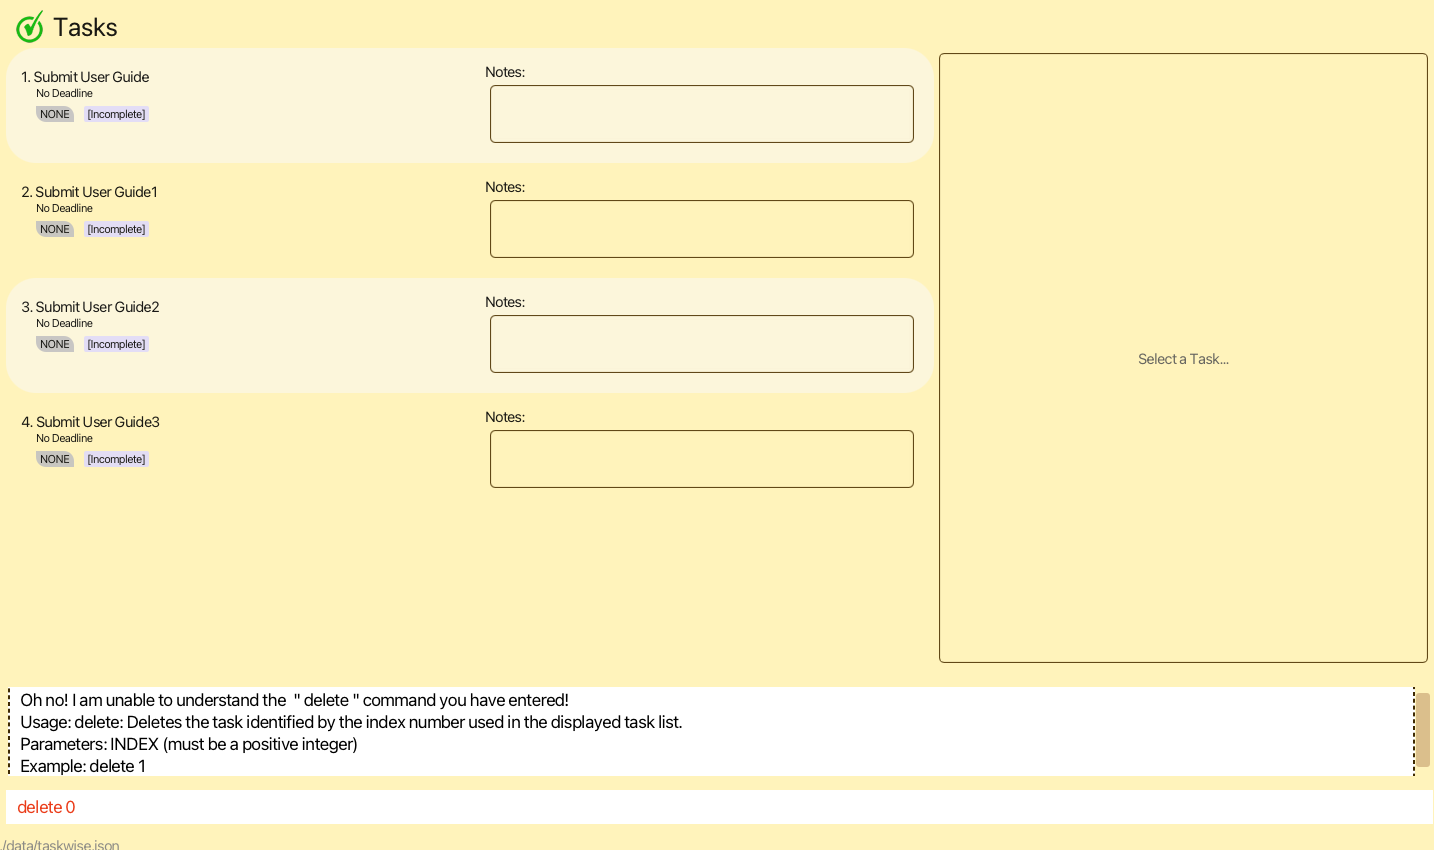 Tasks
1. Submit User Guide
No Deadline
NONE [Incomplete]
Notes:
2. Submit User Guide1
No Deadline
NONE [Incomplete]
Notes:
3. Submit User Guide2
No Deadline
NONE [Incomplete]
Notes:
4. Submit User Guide3
No Deadline
NONE [Incomplete]
Notes:
Select a Task...
Oh no! I am unable to understand the  " delete " command you have entered!
Usage: delete: Deletes the task identified by the index number used in the displayed task list.
Parameters: INDEX (must be a positive integer)
Example: delete 1
delete 0
./data/taskwise.json